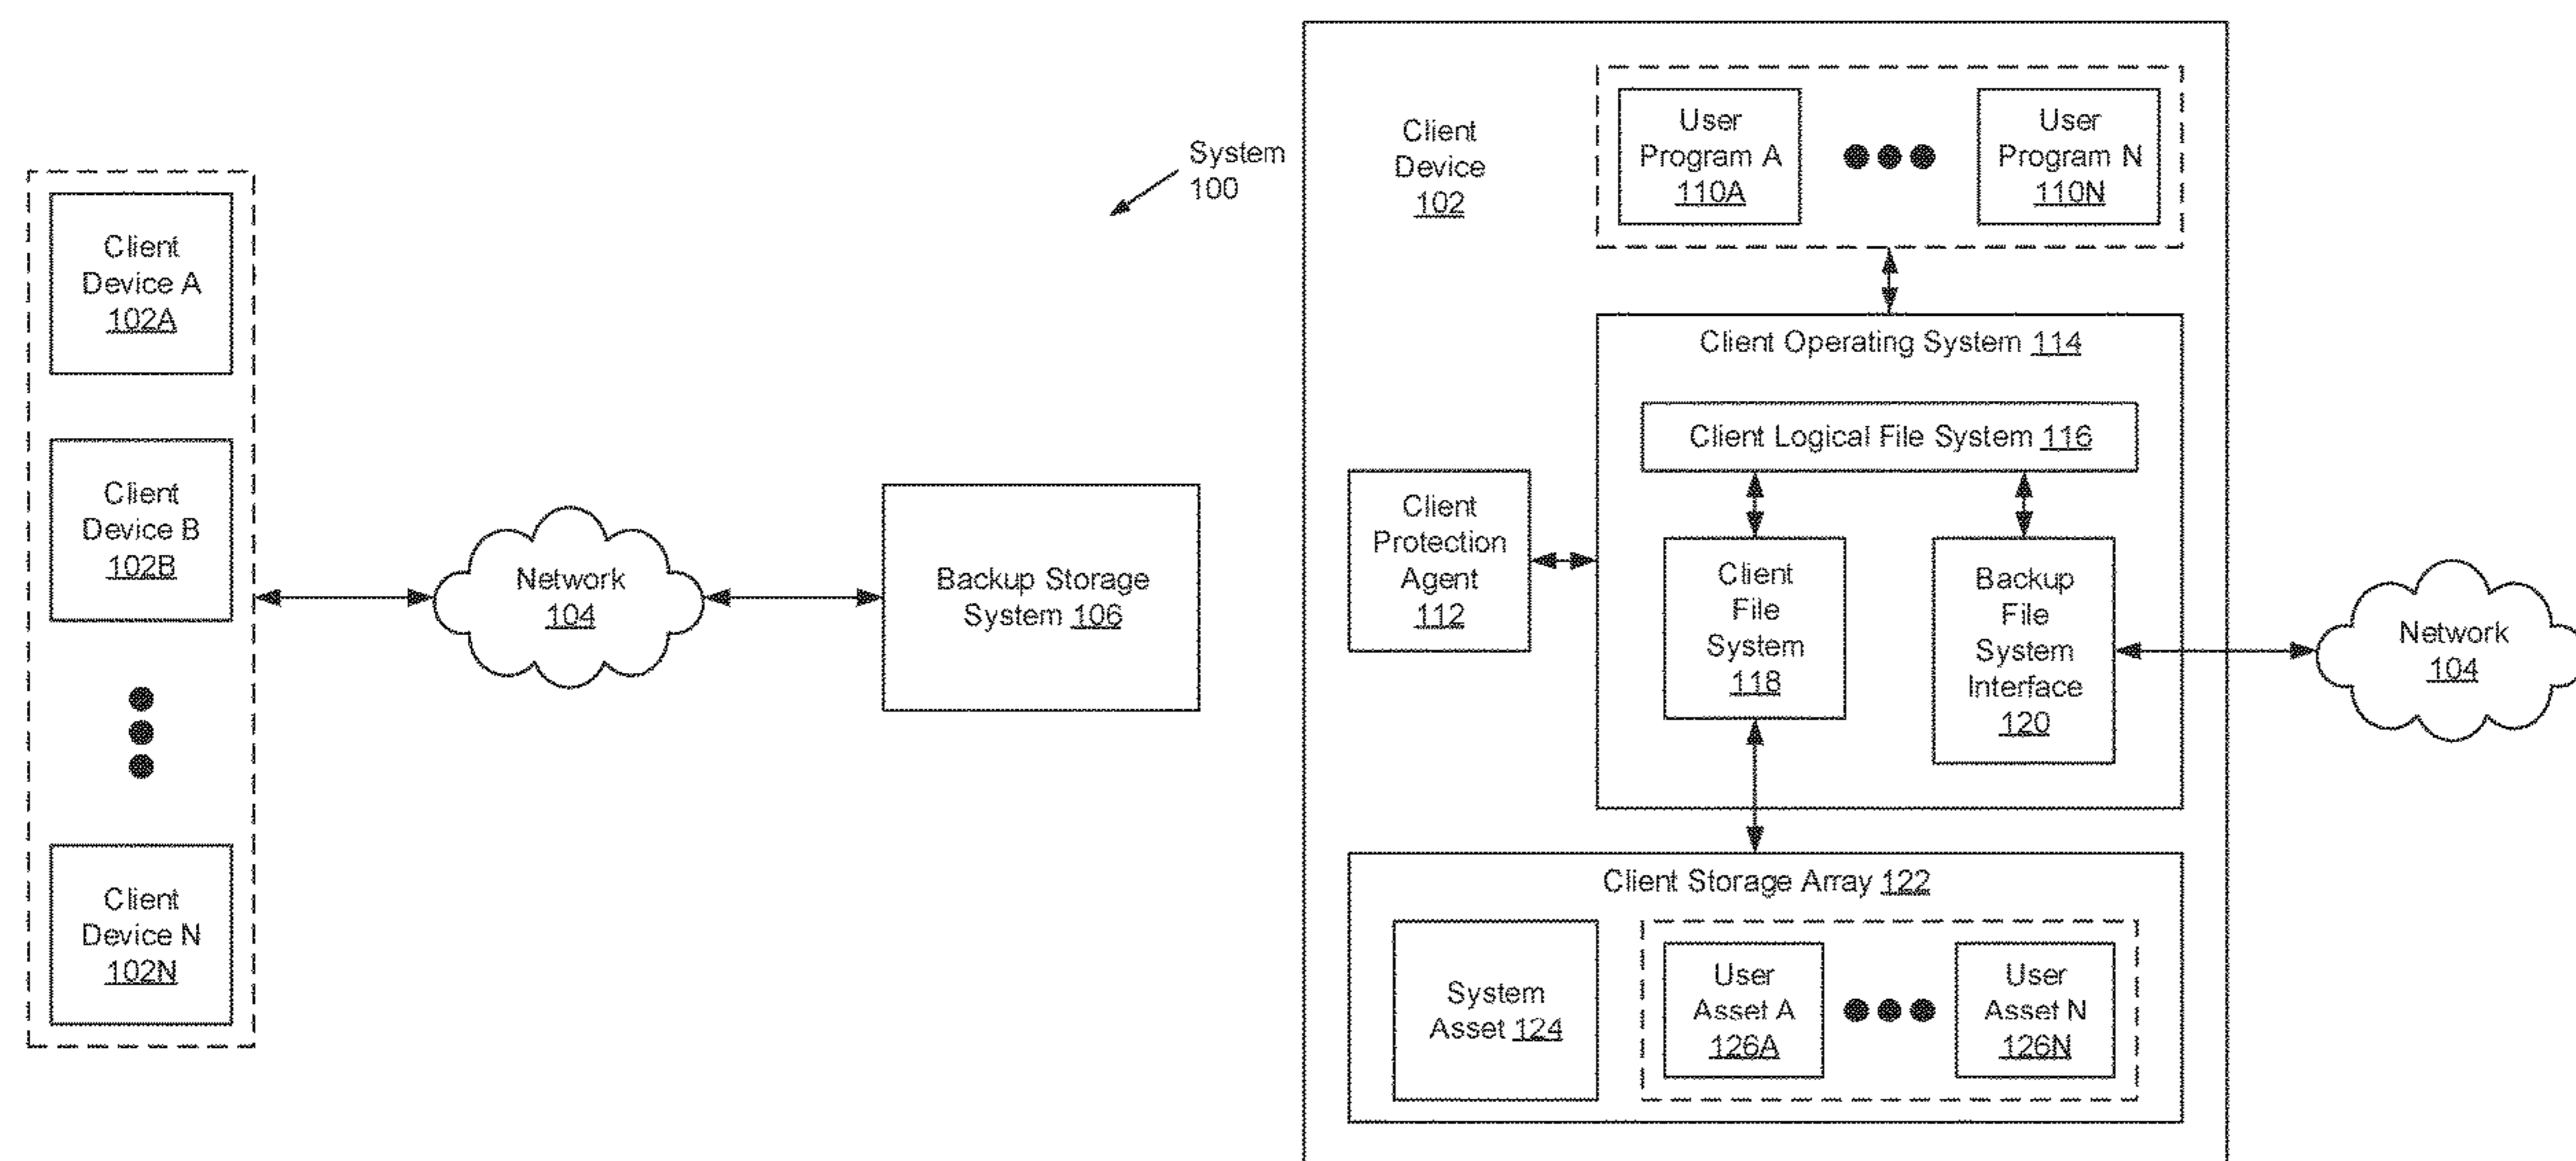 Client
Device A
102A
Client
Device B
102B
Client
Device N
102N
Network
104
Backup Storage
System 106
System
100
Client
Device
102
User
Program A
110A
User
Program N
110N
Client Operating System 114
Client Logical File System 116
Client
Protection
Agent
112
Client
File
System
118
Backup
File
System
Interface
120
Network
104
Client Storage Array 122
System
Asset 124
User
Asset A
126A
User
Asset N
126N